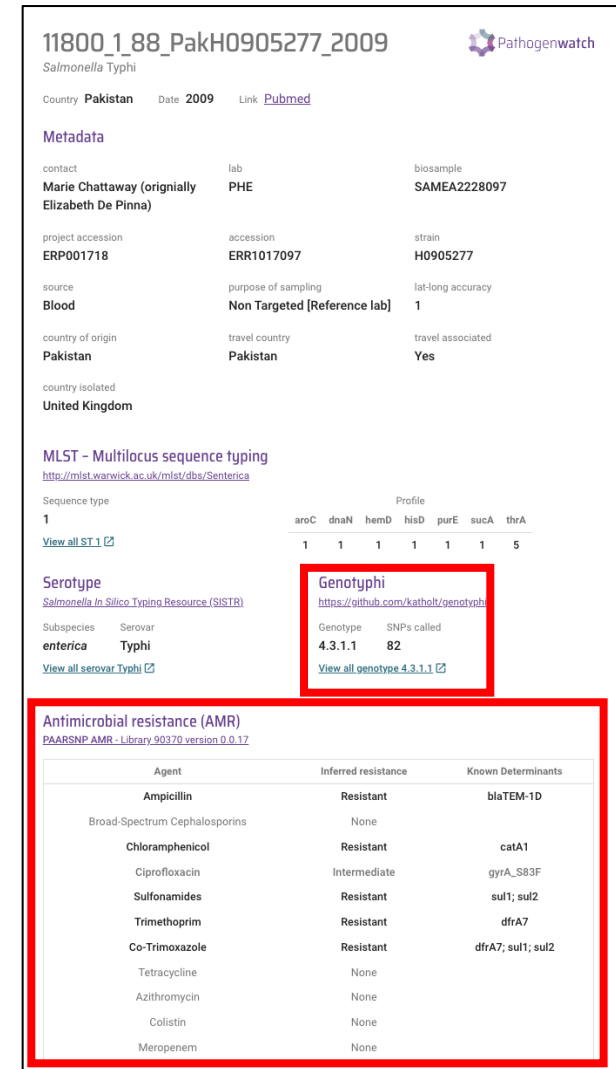 11800_1_88_PakH0905277_2009
Pathogenwatch
Salmonella Typhi
Country Pakistan Date 2009 Link Pubmed
Metadata
contact lab biosample
Marie Chattaway (orignially PHE SAMEA2228097
Elizabeth De Pinna)
project accession accession strain
ERP001718 ERR1017097 H0905277
source purpose of sampling lat-long accuracy
Blood Non Targeted [Reference lab] 1
country of origin travel country travel associated
Pakistan Pakistan Yes
country isolated
United Kingdom
MLST – Multilocus sequence typing
http://mlst.warwick.ac.uk/mlst/dbs/Senterica
Sequence type Profile
1 aroC dnaN hemD hisD purE sucA thrA
View all ST 1 1 1 1 1 1 1 5
Serotype Genotyphi
Salmonella In Silico Typing Resource (SISTR) https://github.com/katholt/genotyphi
Subspecies Serovar Genotype SNPs called
enterica Typhi 4.3.1.1 82
View all serovar Typhi View all genotype 4.3.1.1
Antimicrobial resistance (AMR)
PAARSNP AMR - Library 90370 version 0.0.17
Agent Inferred resistance Known Determinants
Ampicillin Resistant blaTEM-1D
Broad-Spectrum Cephalosporins None
Chloramphenicol Resistant catA1
Ciprofloxacin Intermediate gyrA_S83F
Sulfonamides Resistant sul1; sul2
Trimethoprim Resistant dfrA7
Co-Trimoxazole Resistant dfrA7; sul1; sul2
Tetracycline None
Azithromycin None
Colistin None
Meropenem None